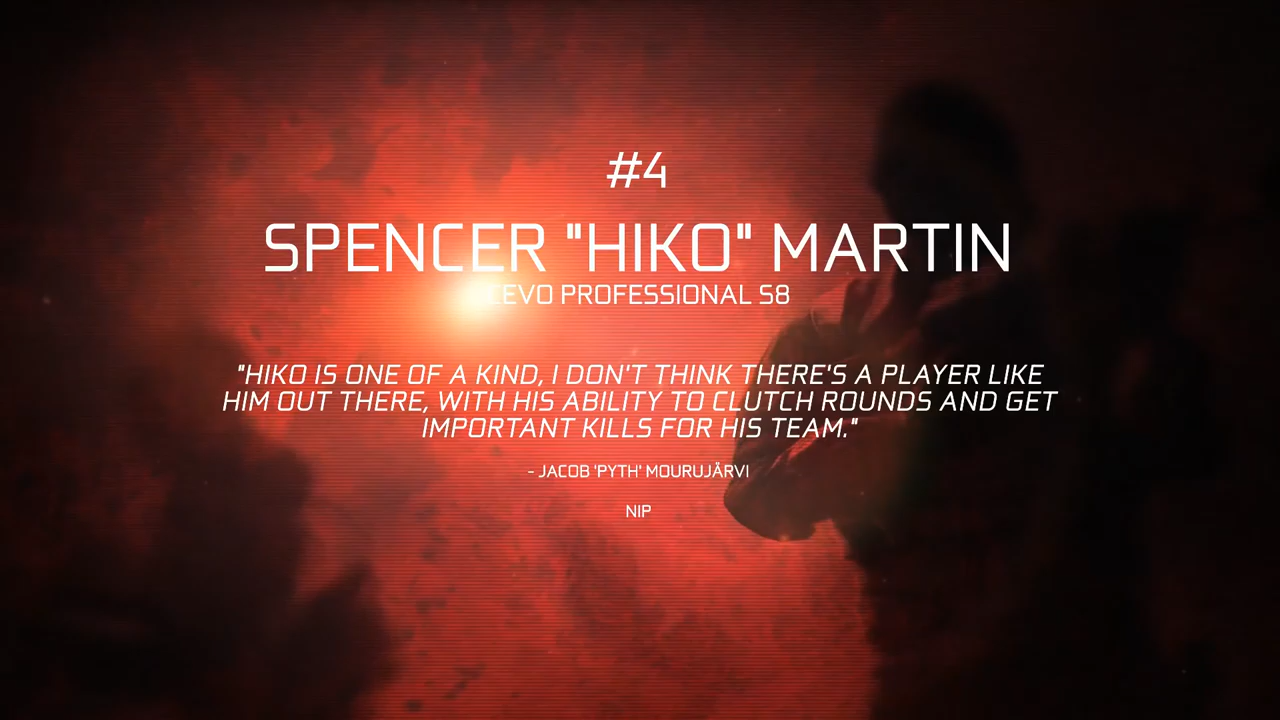 #4
SPENCER "HIKO" MARTIN
CEVO PROFESSIONAL S8
"HIKO IS ONE OF A KIND, I DON'T THINK THERE'S A PLAYER LIKE
HIM OUT THERE, WITH HIS ABILITY TO CLUTCH ROUNDS AND GET
IMPORTANT KILLS FOR HIS TEAM."
- JACOB 'PYTH' MOURUJÄRVI
NIP